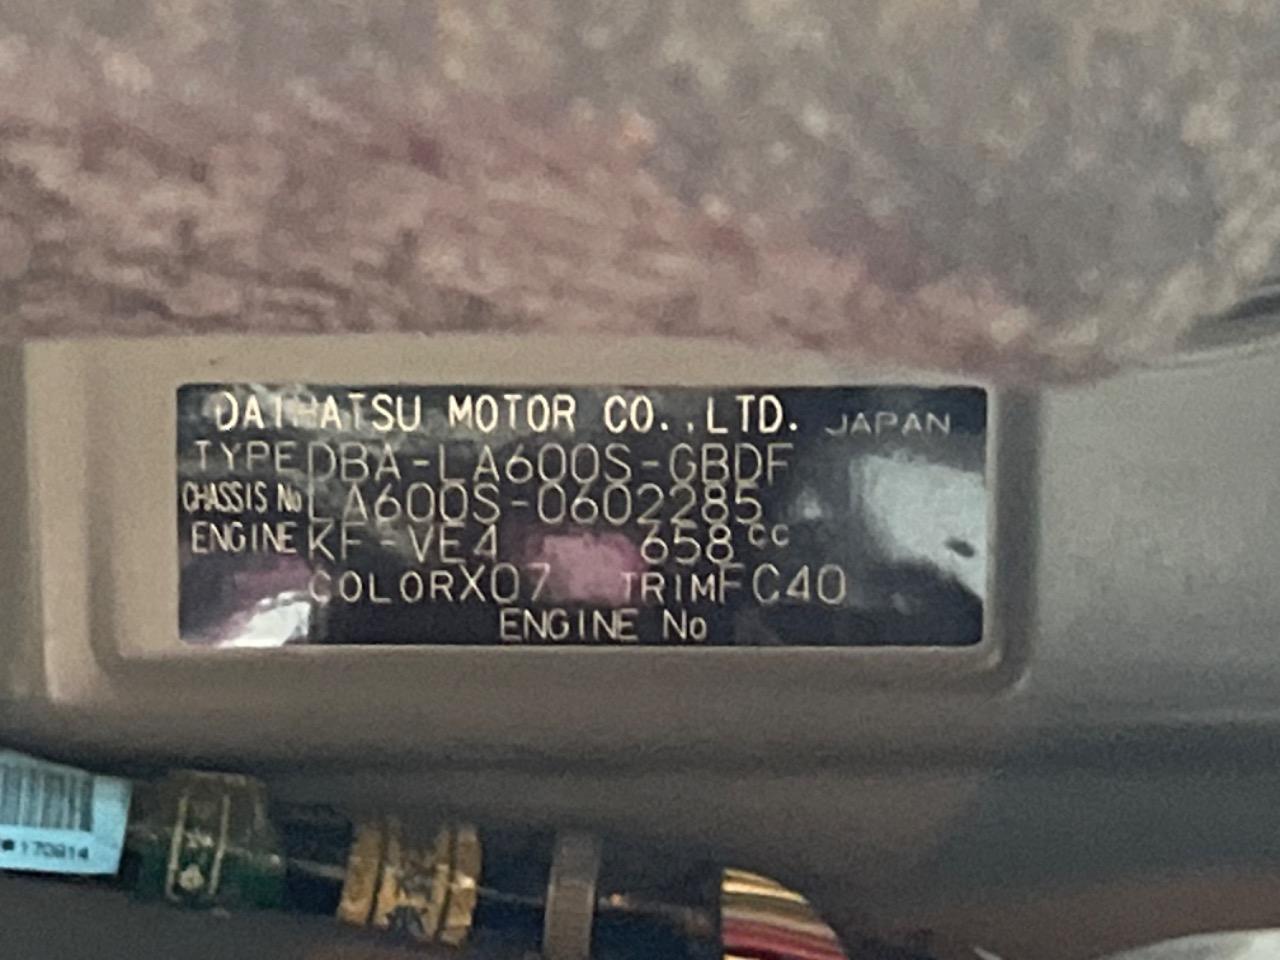 DAIHATSU MOTOR CO.,LTD. JAPAN
TYPE DBA-LA600S-GBDF
CHASSIS No LA600S-0602285
ENGINE KF-VE4 658cc
COLOR X07 TRIM FC40
ENGINE No
170914